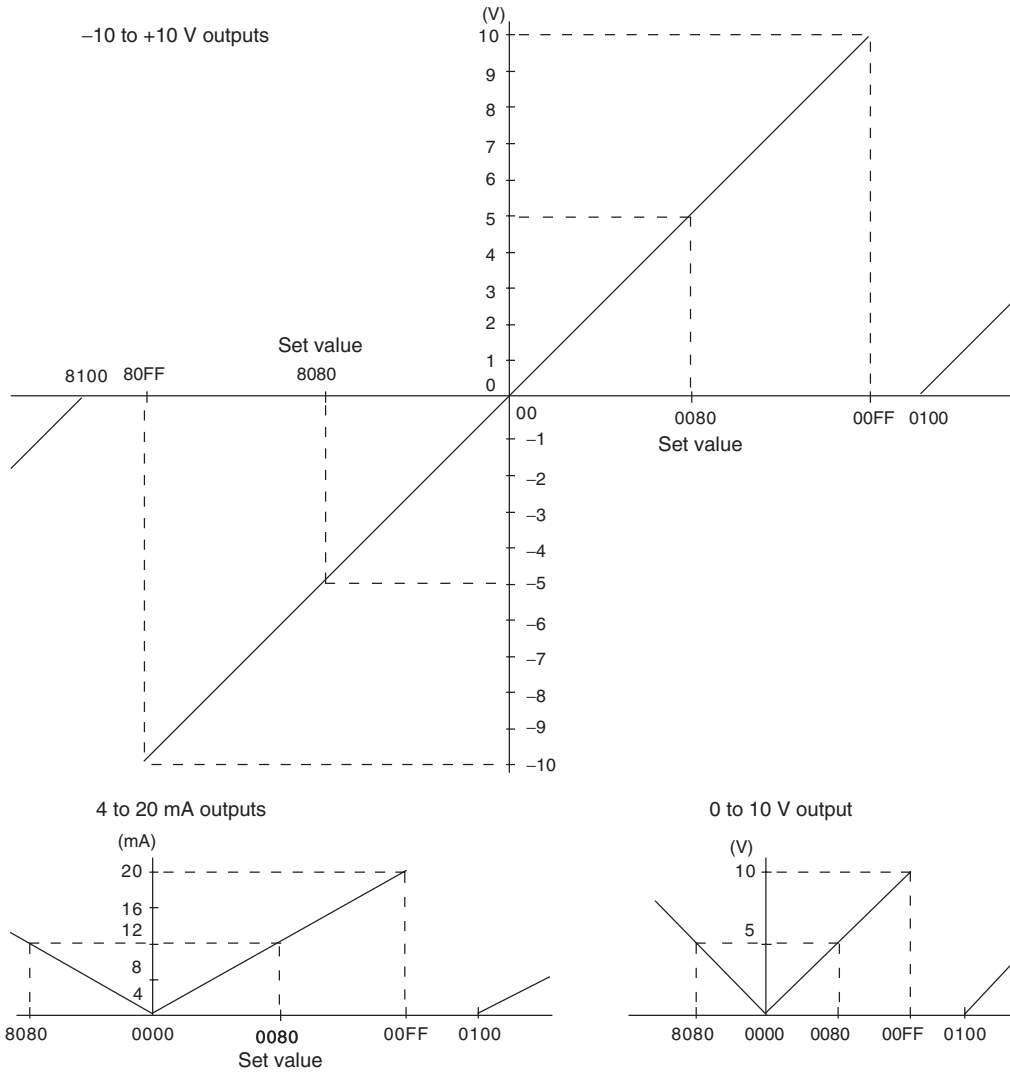 –10 to +10 V outputs
(V)
10
9
8
7
6
5
4
3
2
1
0
Set value
8100 80FF 8080
00 0080 00FF 0100
Set value
–1
–2
–3
–4
–5
–6
–7
–8
–9
–10
4 to 20 mA outputs
(mA)
20
16
12
8
4
8080 0000 0080 00FF 0100
Set value
0 to 10 V output
(V)
10
5
8080 0000 0080 00FF 0100